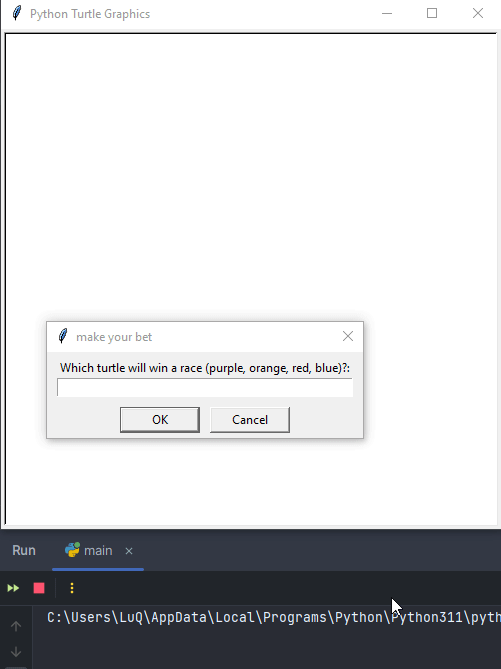 Python Turtle Graphics
make your bet
Which turtle will win a race (purple, orange, red, blue)?:
OK
Cancel
Run
main
C:\Users\LuQ\AppData\Local\Programs\Python\Python311\pyth